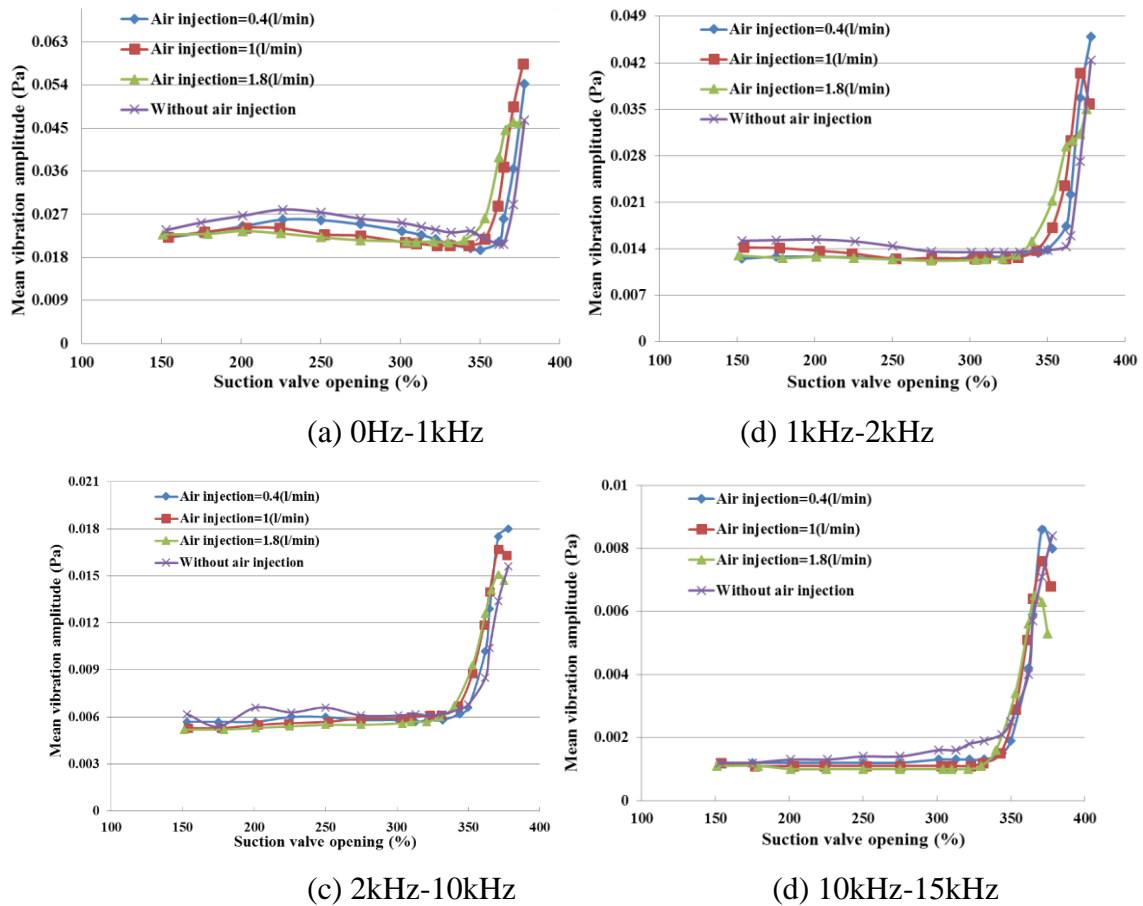 Air injection=0.4(l/min)
Air injection=1(l/min)
Air injection=1.8(l/min)
Without air injection
Mean vibration amplitude (Pa)
0.063
0.054
0.045
0.036
0.027
0.018
0.009
0
100 150 200 250 300 350 400
Suction valve opening (%)
(a) 0Hz-1kHz
Air injection=0.4(l/min)
Air injection=1(l/min)
Air injection=1.8(l/min)
Without air injection
Mean vibration amplitude (Pa)
0.049
0.042
0.035
0.028
0.021
0.014
0.007
0
100 150 200 250 300 350 400
Suction valve opening (%)
(d) 1kHz-2kHz
Air injection=0.4(l/min)
Air injection=1(l/min)
Air injection=1.8(l/min)
Without air injection
Mean vibration amplitude (Pa)
0.021
0.018
0.015
0.012
0.009
0.006
0.003
0
100 150 200 250 300 350 400
Suction valve opening (%)
(c) 2kHz-10kHz
Air injection=0.4(l/min)
Air injection=1(l/min)
Air injection=1.8(l/min)
Without air injection
Mean vibration amplitude (Pa)
0.01
0.008
0.006
0.004
0.002
0
100 150 200 250 300 350 400
Suction valve opening (%)
(d) 10kHz-15kHz